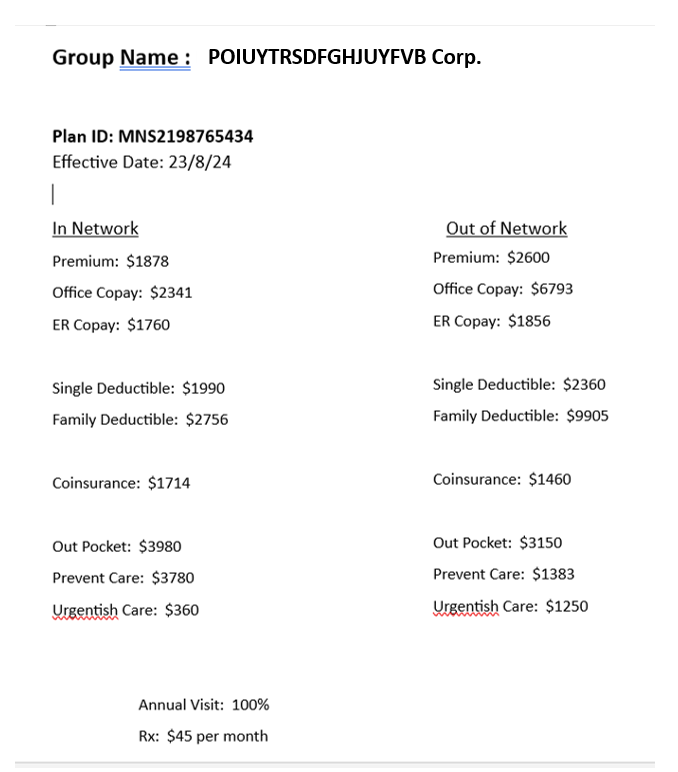 Group Name : POIUYTRSDFGHJUYFVB Corp.
Plan ID: MNS2198765434
Effective Date: 23/8/24
In Network
Premium: $1878
Office Copay: $2341
ER Copay: $1760
Single Deductible: $1990
Family Deductible: $2756
Coinsurance: $1714
Out Pocket: $3980
Prevent Care: $3780
Urgentish Care: $360
Out of Network
Premium: $2600
Office Copay: $6793
ER Copay: $1856
Single Deductible: $2360
Family Deductible: $9905
Coinsurance: $1460
Out Pocket: $3150
Prevent Care: $1383
Urgentish Care: $1250
Annual Visit: 100%
Rx: $45 per month